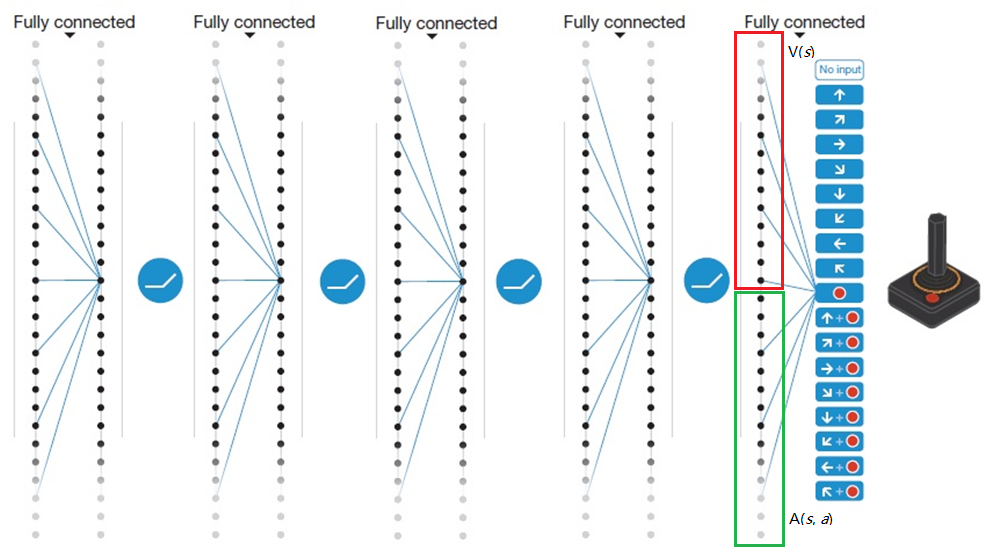 Fully connected
Fully connected
Fully connected
Fully connected
Fully connected
V(s)
No input
+
+
+
+
+
+
+
+
A(s, a)